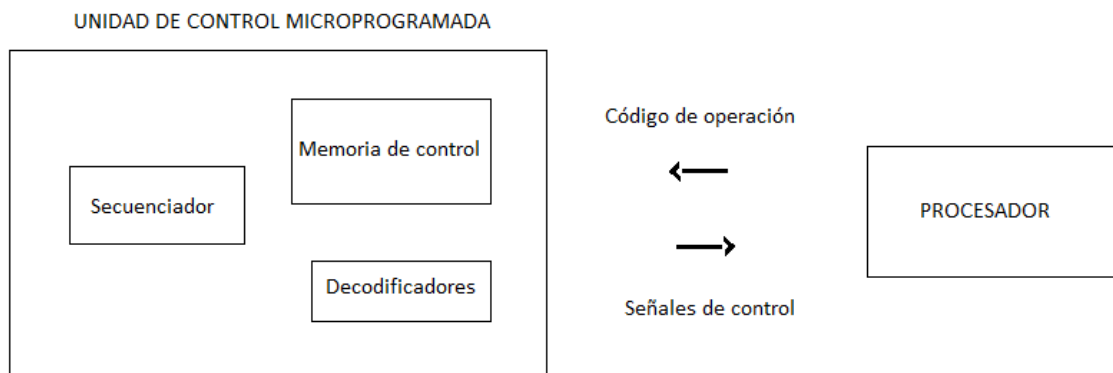 UNIDAD DE CONTROL MICROPROGRAMADA
Secuenciador
Memoria de control
Decodificadores
Código de operación
Señales de control
PROCESADOR